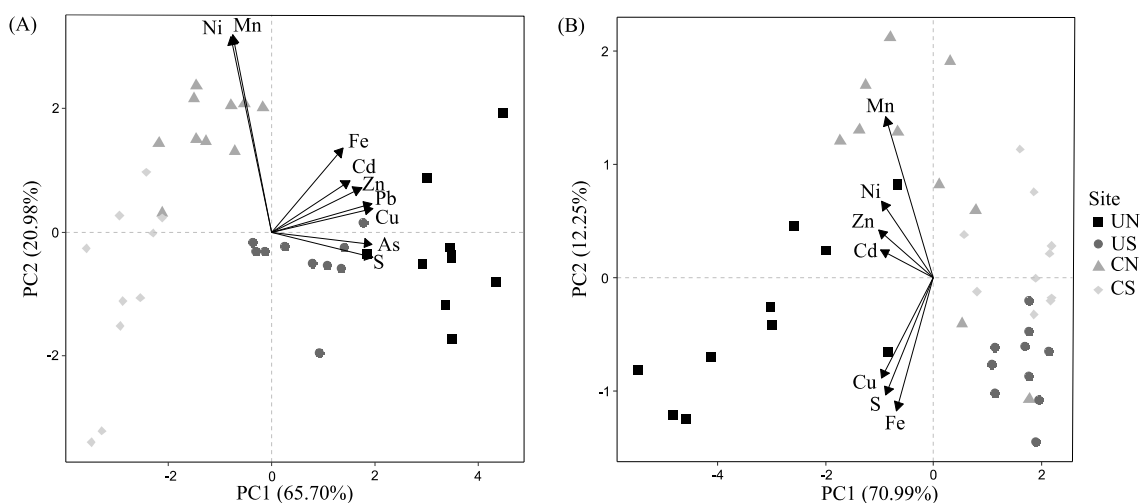 (A)
Ni Mn
Fe
Cd
Zn
Pb
Cu
As
S
2
0
-2
PC2 (20.98%)
-2 0 2 4
PC1 (65.70%)
(B)
Mn
Ni
Zn
Cd
Cu
S
Fe
2
1
0
-1
PC2 (12.25%)
-4 -2 0 2
PC1 (70.99%)
Site
UN
US
CN
CS